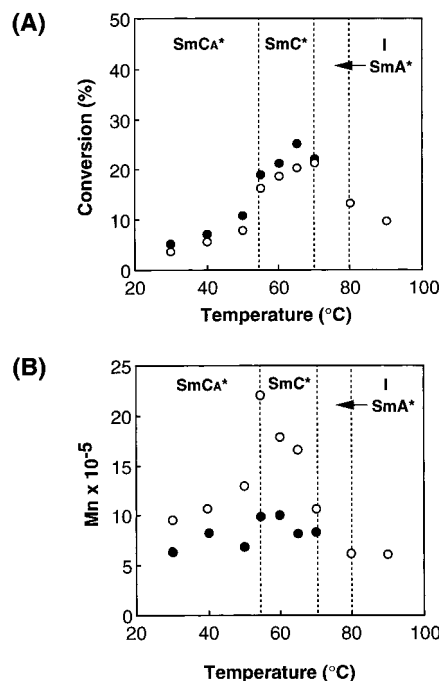 (A)
SmCA* SmC* I
SmA*
Conversion (%)
50
40
30
20
10
0
20 40 60 80 100
Temperature (°C)
(B)
SmCA* SmC* I
SmA*
Mn x 10-5
25
20
15
10
5
0
20 40 60 80 100
Temperature (°C)